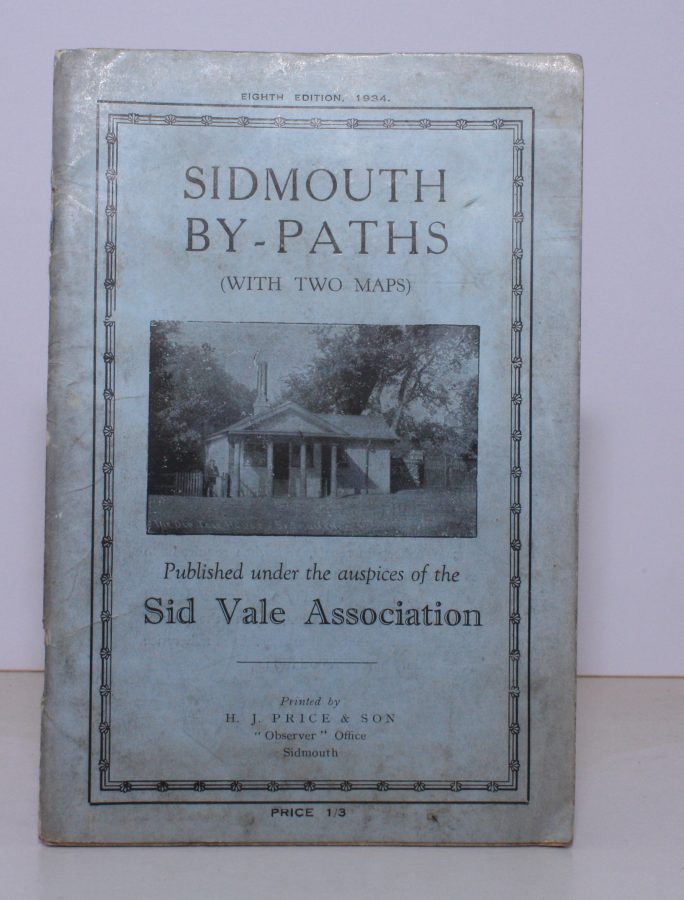 EIGHTH EDITION, 1934.
SIDMOUTH
BY-PATHS
(WITH TWO MAPS)
Published under the auspices of the
Sid Vale Association
Printed by
H. J. PRICE & SON
"Observer" Office
Sidmouth
PRICE 1/3